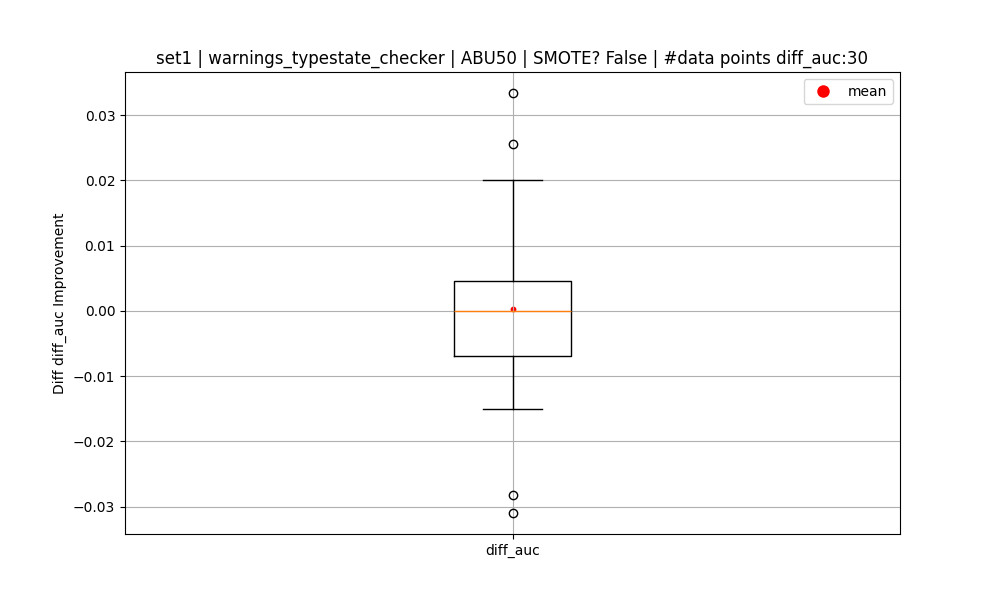 set1 | warnings_typestate_checker | ABU50 | SMOTE? False | #data points diff_auc:30
mean
0.03
0.02
0.01
0.00
−0.01
−0.02
−0.03
Diff diff_auc Improvement
diff_auc